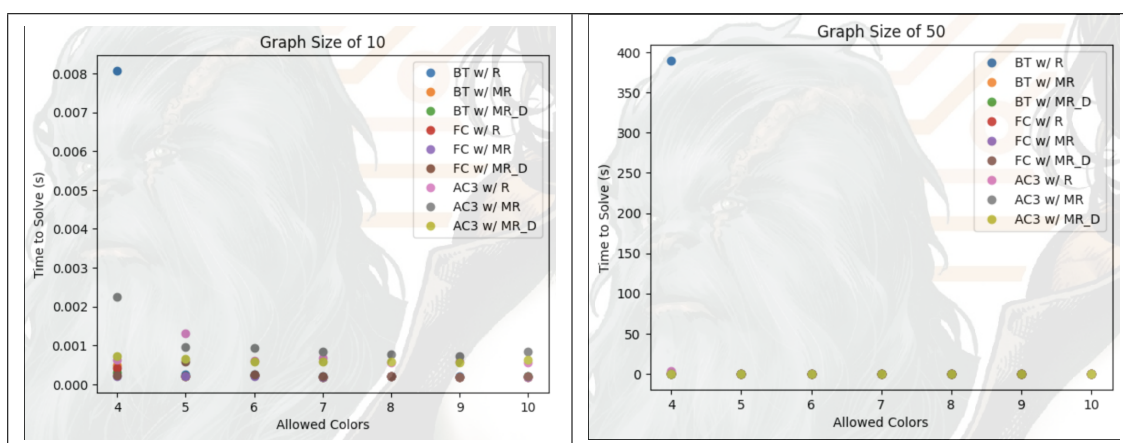 Graph Size of 10
Time to Solve (s)
0.008
0.007
0.006
0.005
0.004
0.003
0.002
0.001
0.000
4 5 6 7 8 9 10
Allowed Colors
BT w/ R
BT w/ MR
BT w/ MR_D
FC w/ R
FC w/ MR
FC w/ MR_D
AC3 w/ R
AC3 w/ MR
AC3 w/ MR_D
Graph Size of 50
Time to Solve (s)
400
350
300
250
200
150
100
50
0
4 5 6 7 8 9 10
Allowed Colors
BT w/ R
BT w/ MR
BT w/ MR_D
FC w/ R
FC w/ MR
FC w/ MR_D
AC3 w/ R
AC3 w/ MR
AC3 w/ MR_D